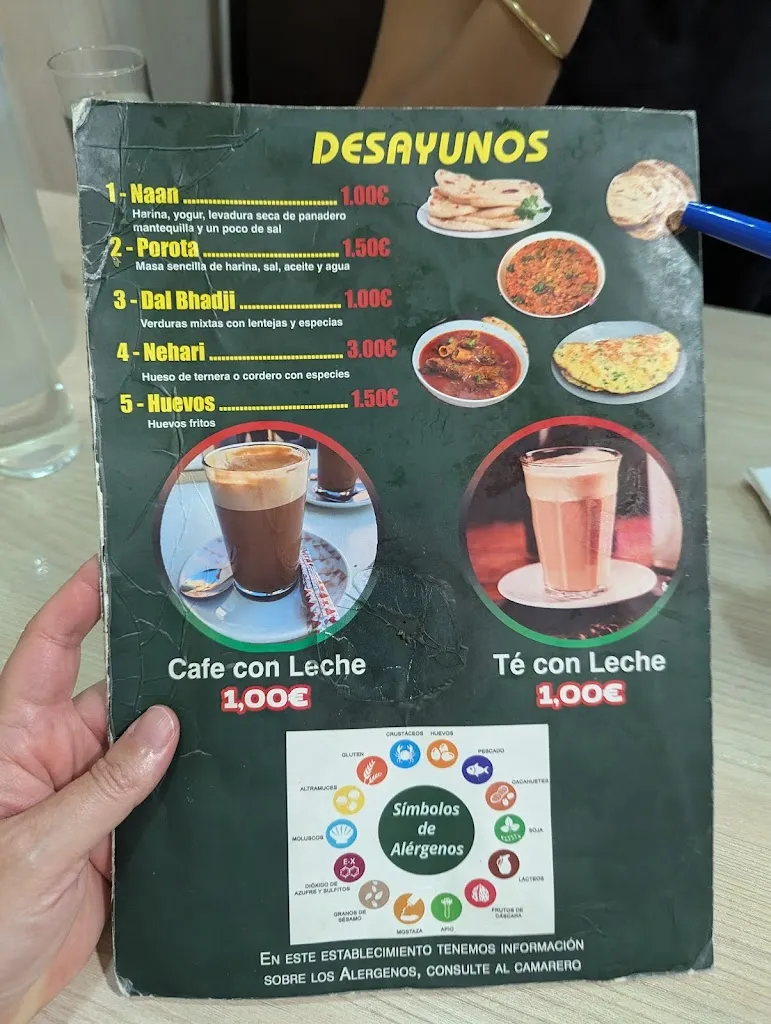 DESAYUNOS
1 - Naan ........................................ 1.00€
Harina, yogur, levadura seca de panadero
mantequilla y un poco de sal
2 - Porota ................................... 1.50€
Masa sencilla de harina, sal, aceite y agua
3 - Dal Bhadji .......................... 1.00€
Verduras mixtas con lentejas y especias
4 - Nehari .................................. 3.00€
Hueso de ternera o cordero con especies
5 - Huevos ................................. 1.50€
Huevos fritos
Cafe con Leche
1,00€
Té con Leche
1,00€
CRUSTÁCEOS
HUEVOS
GLUTEN
PESCADO
ALTRAMUCES
CACAHUETES
Símbolos
de
Alérgenos
MOLUSCOS
SOJA
E-X
DIÓXIDO DE
AZUFRE Y SULFITOS
LÁCTEOS
GRANOS DE
SÉSAMO
FRUTOS DE
CÁSCARA
MOSTAZA
APIO
EN ESTE ESTABLECIMIENTO TENEMOS INFORMACIÓN
SOBRE LOS ALERGENOS, CONSULTE AL CAMARERO